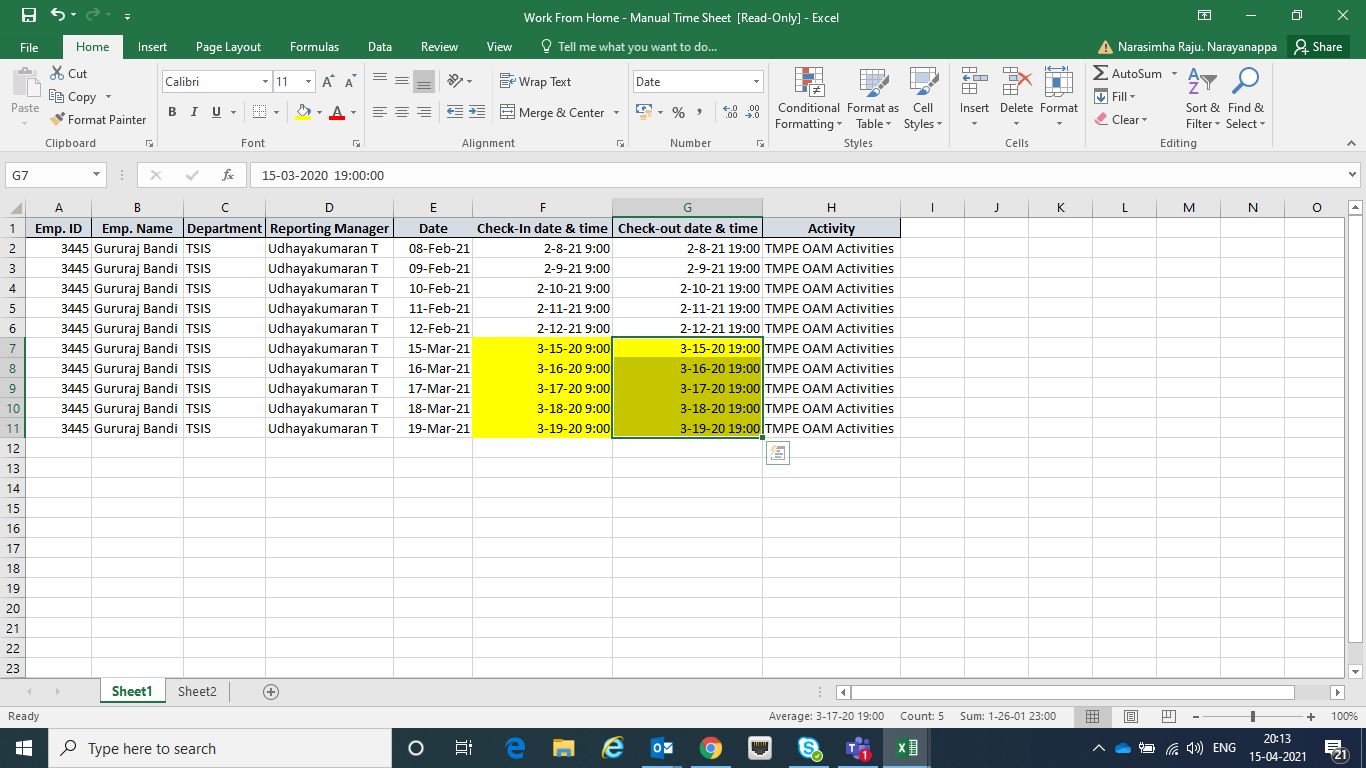 Work From Home - Manual Time Sheet [Read-Only] - Excel
File Home Insert Page Layout Formulas Data Review View Tell me what you want to do... Narasimha Raju. Narayanappa Share
Paste Cut Copy Format Painter Clipboard
Calibri 11 B I U A Font
Wrap Text Merge & Center Alignment
Date % , Number
Conditional Formatting Format as Table Cell Styles Styles
Insert Delete Format Cells
AutoSum Fill Clear Sort & Filter Find & Select Editing
G7 fx 15-03-2020 19:00:00
A B C D E F G H I J K L M N O
1 Emp. ID Emp. Name Department Reporting Manager Date Check-In date & time Check-out date & time Activity
2 3445 Gururaj Bandi TSIS Udhayakumaran T 08-Feb-21 2-8-21 9:00 2-8-21 19:00 TMPE OAM Activities
3 3445 Gururaj Bandi TSIS Udhayakumaran T 09-Feb-21 2-9-21 9:00 2-9-21 19:00 TMPE OAM Activities
4 3445 Gururaj Bandi TSIS Udhayakumaran T 10-Feb-21 2-10-21 9:00 2-10-21 19:00 TMPE OAM Activities
5 3445 Gururaj Bandi TSIS Udhayakumaran T 11-Feb-21 2-11-21 9:00 2-11-21 19:00 TMPE OAM Activities
6 3445 Gururaj Bandi TSIS Udhayakumaran T 12-Feb-21 2-12-21 9:00 2-12-21 19:00 TMPE OAM Activities
7 3445 Gururaj Bandi TSIS Udhayakumaran T 15-Mar-21 3-15-20 9:00 3-15-20 19:00 TMPE OAM Activities
8 3445 Gururaj Bandi TSIS Udhayakumaran T 16-Mar-21 3-16-20 9:00 3-16-20 19:00 TMPE OAM Activities
9 3445 Gururaj Bandi TSIS Udhayakumaran T 17-Mar-21 3-17-20 9:00 3-17-20 19:00 TMPE OAM Activities
10 3445 Gururaj Bandi TSIS Udhayakumaran T 18-Mar-21 3-18-20 9:00 3-18-20 19:00 TMPE OAM Activities
11 3445 Gururaj Bandi TSIS Udhayakumaran T 19-Mar-21 3-19-20 9:00 3-19-20 19:00 TMPE OAM Activities
12
13
14
15
16
17
18
19
20
21
22
23
Sheet1 Sheet2
Ready Average: 3-17-20 19:00 Count: 5 Sum: 1-26-01 23:00 100%
Type here to search ENG 20:13
15-04-2021 21